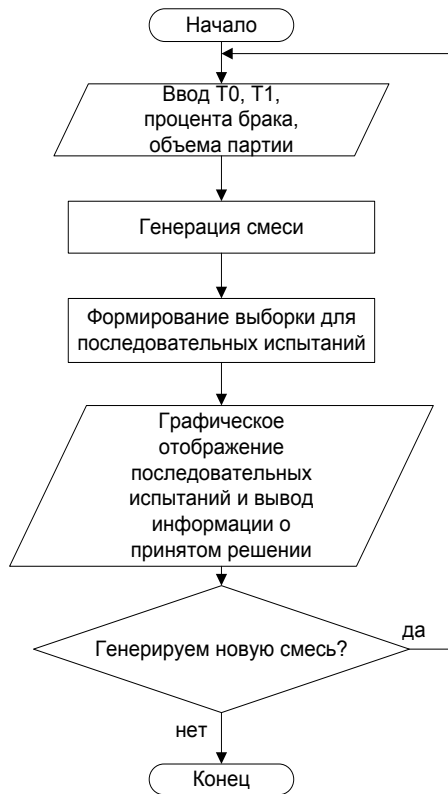 Начало
Ввод T0, T1,
процента брака,
объема партии
Генерация смеси
Формирование выборки для
последовательных испытаний
Графическое
отображение
последовательных
испытаний и вывод
информации о
принятом решении
Генерируем новую смесь?
да
нет
Конец